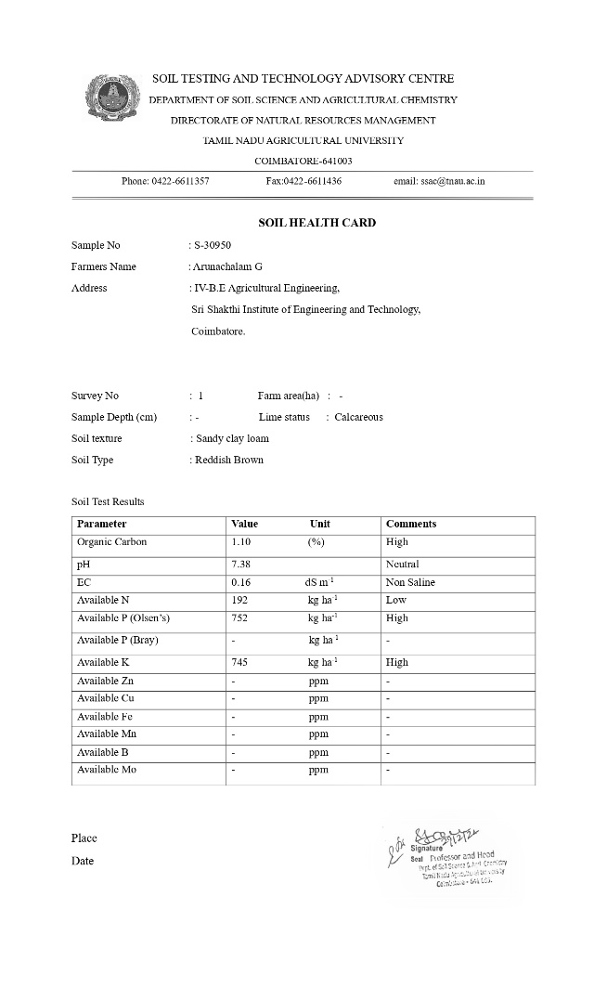 SOIL TESTING AND TECHNOLOGY ADVISORY CENTRE
DEPARTMENT OF SOIL SCIENCE AND AGRICULTURAL CHEMISTRY
DIRECTORATE OF NATURAL RESOURCES MANAGEMENT
TAMIL NADU AGRICULTURAL UNIVERSITY
COIMBATORE-641003
Phone: 0422-6611357 Fax:0422-6611436 email: ssac@tnau.ac.in
SOIL HEALTH CARD
Sample No : S-30950
Farmers Name : Arunachalam G
Address : IV-B.E Agricultural Engineering,
Sri Shakthi Institute of Engineering and Technology,
Coimbatore.
Survey No : 1 Farm area(ha) : -
Sample Depth (cm) : - Lime status : Calcareous
Soil texture : Sandy clay loam
Soil Type : Reddish Brown
Soil Test Results
Parameter Value Unit Comments
Organic Carbon 1.10 (%) High
pH 7.38 Neutral
EC 0.16 dS m⁻¹ Non Saline
Available N 192 kg ha⁻¹ Low
Available P (Olsen's) 752 kg ha⁻¹ High
Available P (Bray) - kg ha⁻¹ -
Available K 745 kg ha⁻¹ High
Available Zn - ppm -
Available Cu - ppm -
Available Fe - ppm -
Available Mn - ppm -
Available B - ppm -
Available Mo - ppm -
Place
Date
Signature
Seal Professor and Head
Dept. of Soil Science & Agrl. Chemistry
Tamil Nadu Agricultural University
Coimbatore - 641 003.